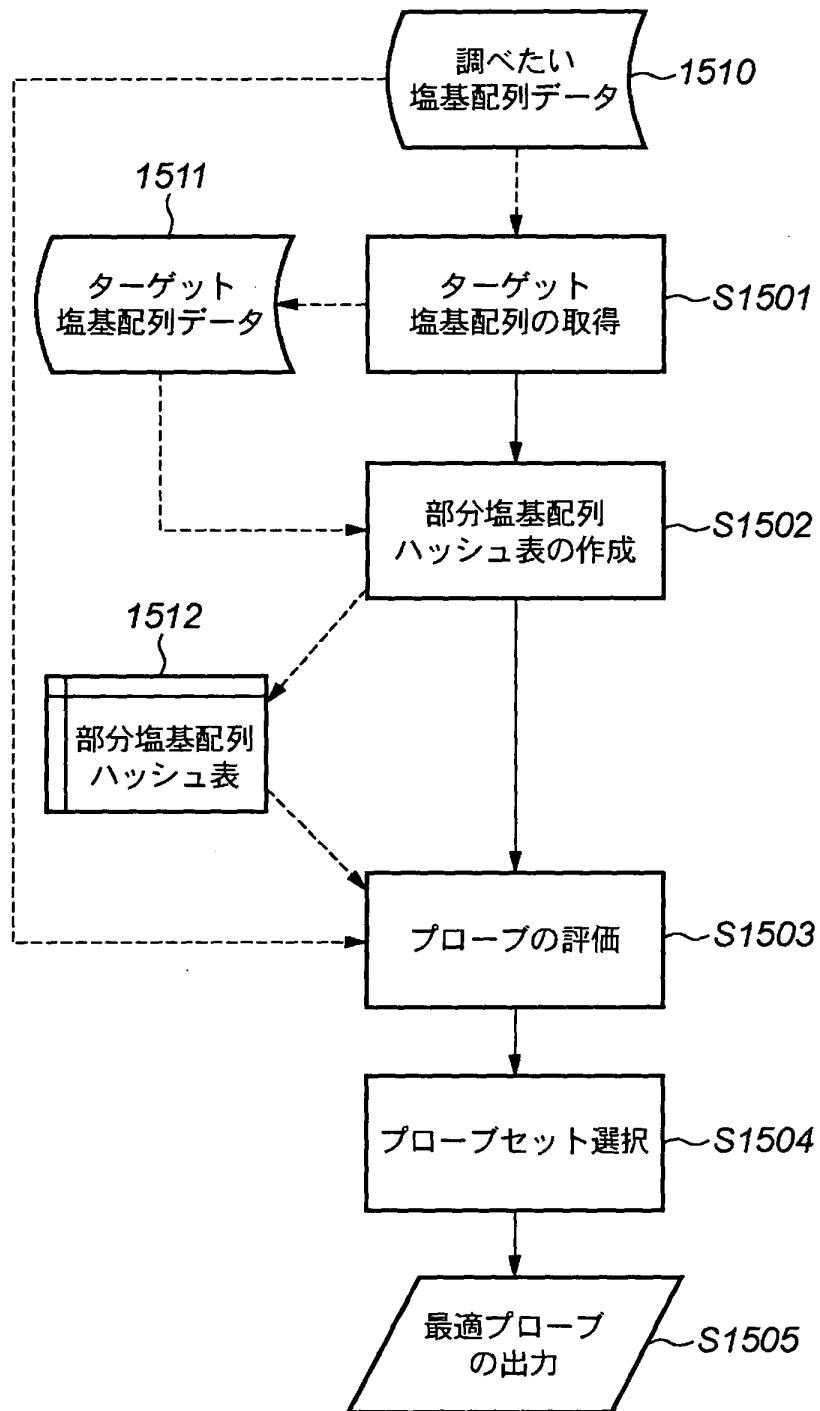 調べたい
塩基配列データ
1510
1511
ターゲット
塩基配列データ
ターゲット
塩基配列の取得
S1501
部分塩基配列
ハッシュ表の作成
S1502
1512
部分塩基配列
ハッシュ表
プローブの評価
S1503
プローブセット選択
S1504
最適プローブ
の出力
S1505